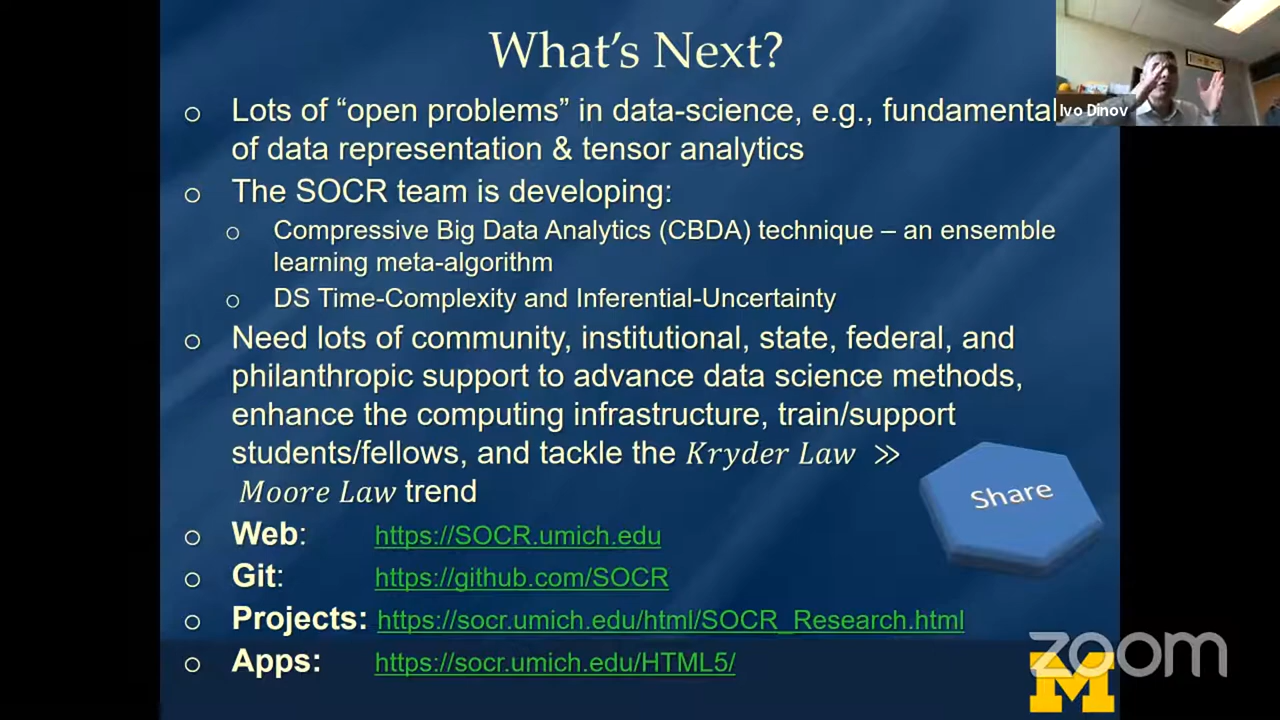 What's Next?
Ivo Dinov
o Lots of “open problems” in data-science, e.g., fundamental
of data representation & tensor analytics
o The SOCR team is developing:
o Compressive Big Data Analytics (CBDA) technique – an ensemble
learning meta-algorithm
o DS Time-Complexity and Inferential-Uncertainty
o Need lots of community, institutional, state, federal, and
philanthropic support to advance data science methods,
enhance the computing infrastructure, train/support
students/fellows, and tackle the Kryder Law ≫
Moore Law trend
Share
o Web: https://SOCR.umich.edu
o Git: https://github.com/SOCR
o Projects: https://socr.umich.edu/html/SOCR_Research.html
o Apps: https://socr.umich.edu/HTML5/
zoom
M